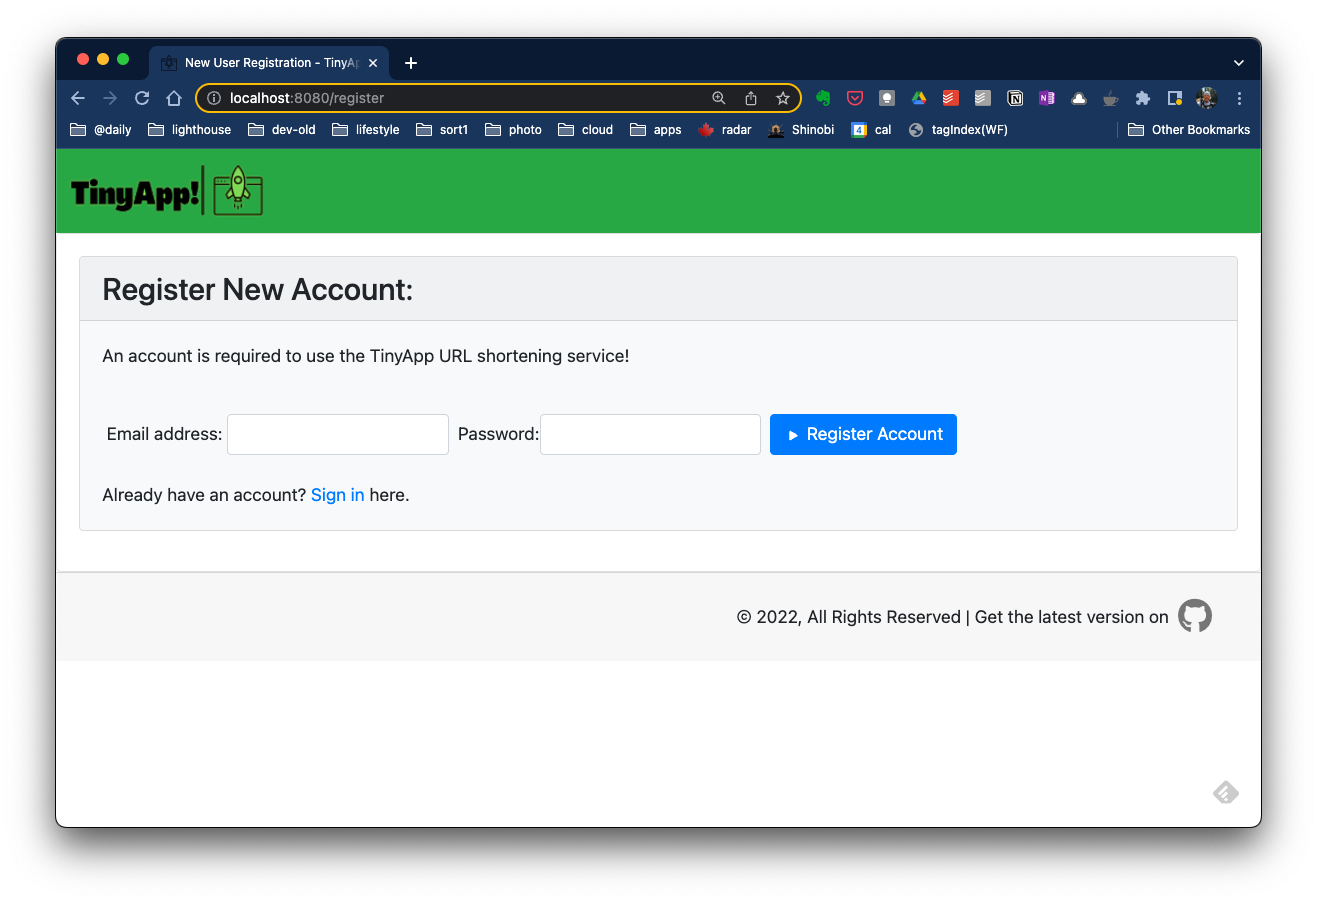 New User Registration - TinyAp
localhost:8080/register
@daily lighthouse dev-old lifestyle sort1 photo cloud apps radar Shinobi 4 cal tagIndex(WF) Other Bookmarks
TinyApp!
Register New Account:
An account is required to use the TinyApp URL shortening service!
Email address: Password: Register Account
Already have an account? Sign in here.
© 2022, All Rights Reserved | Get the latest version on